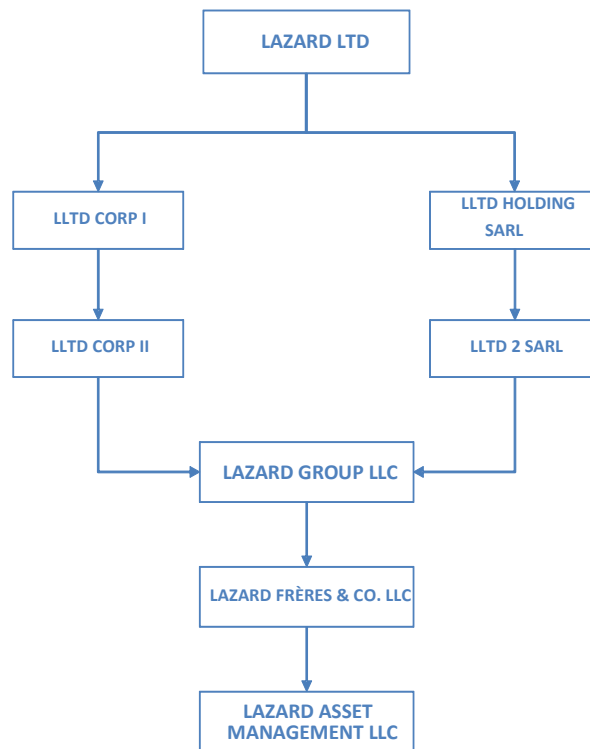 LAZARD LTD
LLTD CORP I
LLTD HOLDING
SARL
LLTD CORP II
LLTD 2 SARL
LAZARD GROUP LLC
LAZARD FRÈRES & CO. LLC
LAZARD ASSET
MANAGEMENT LLC